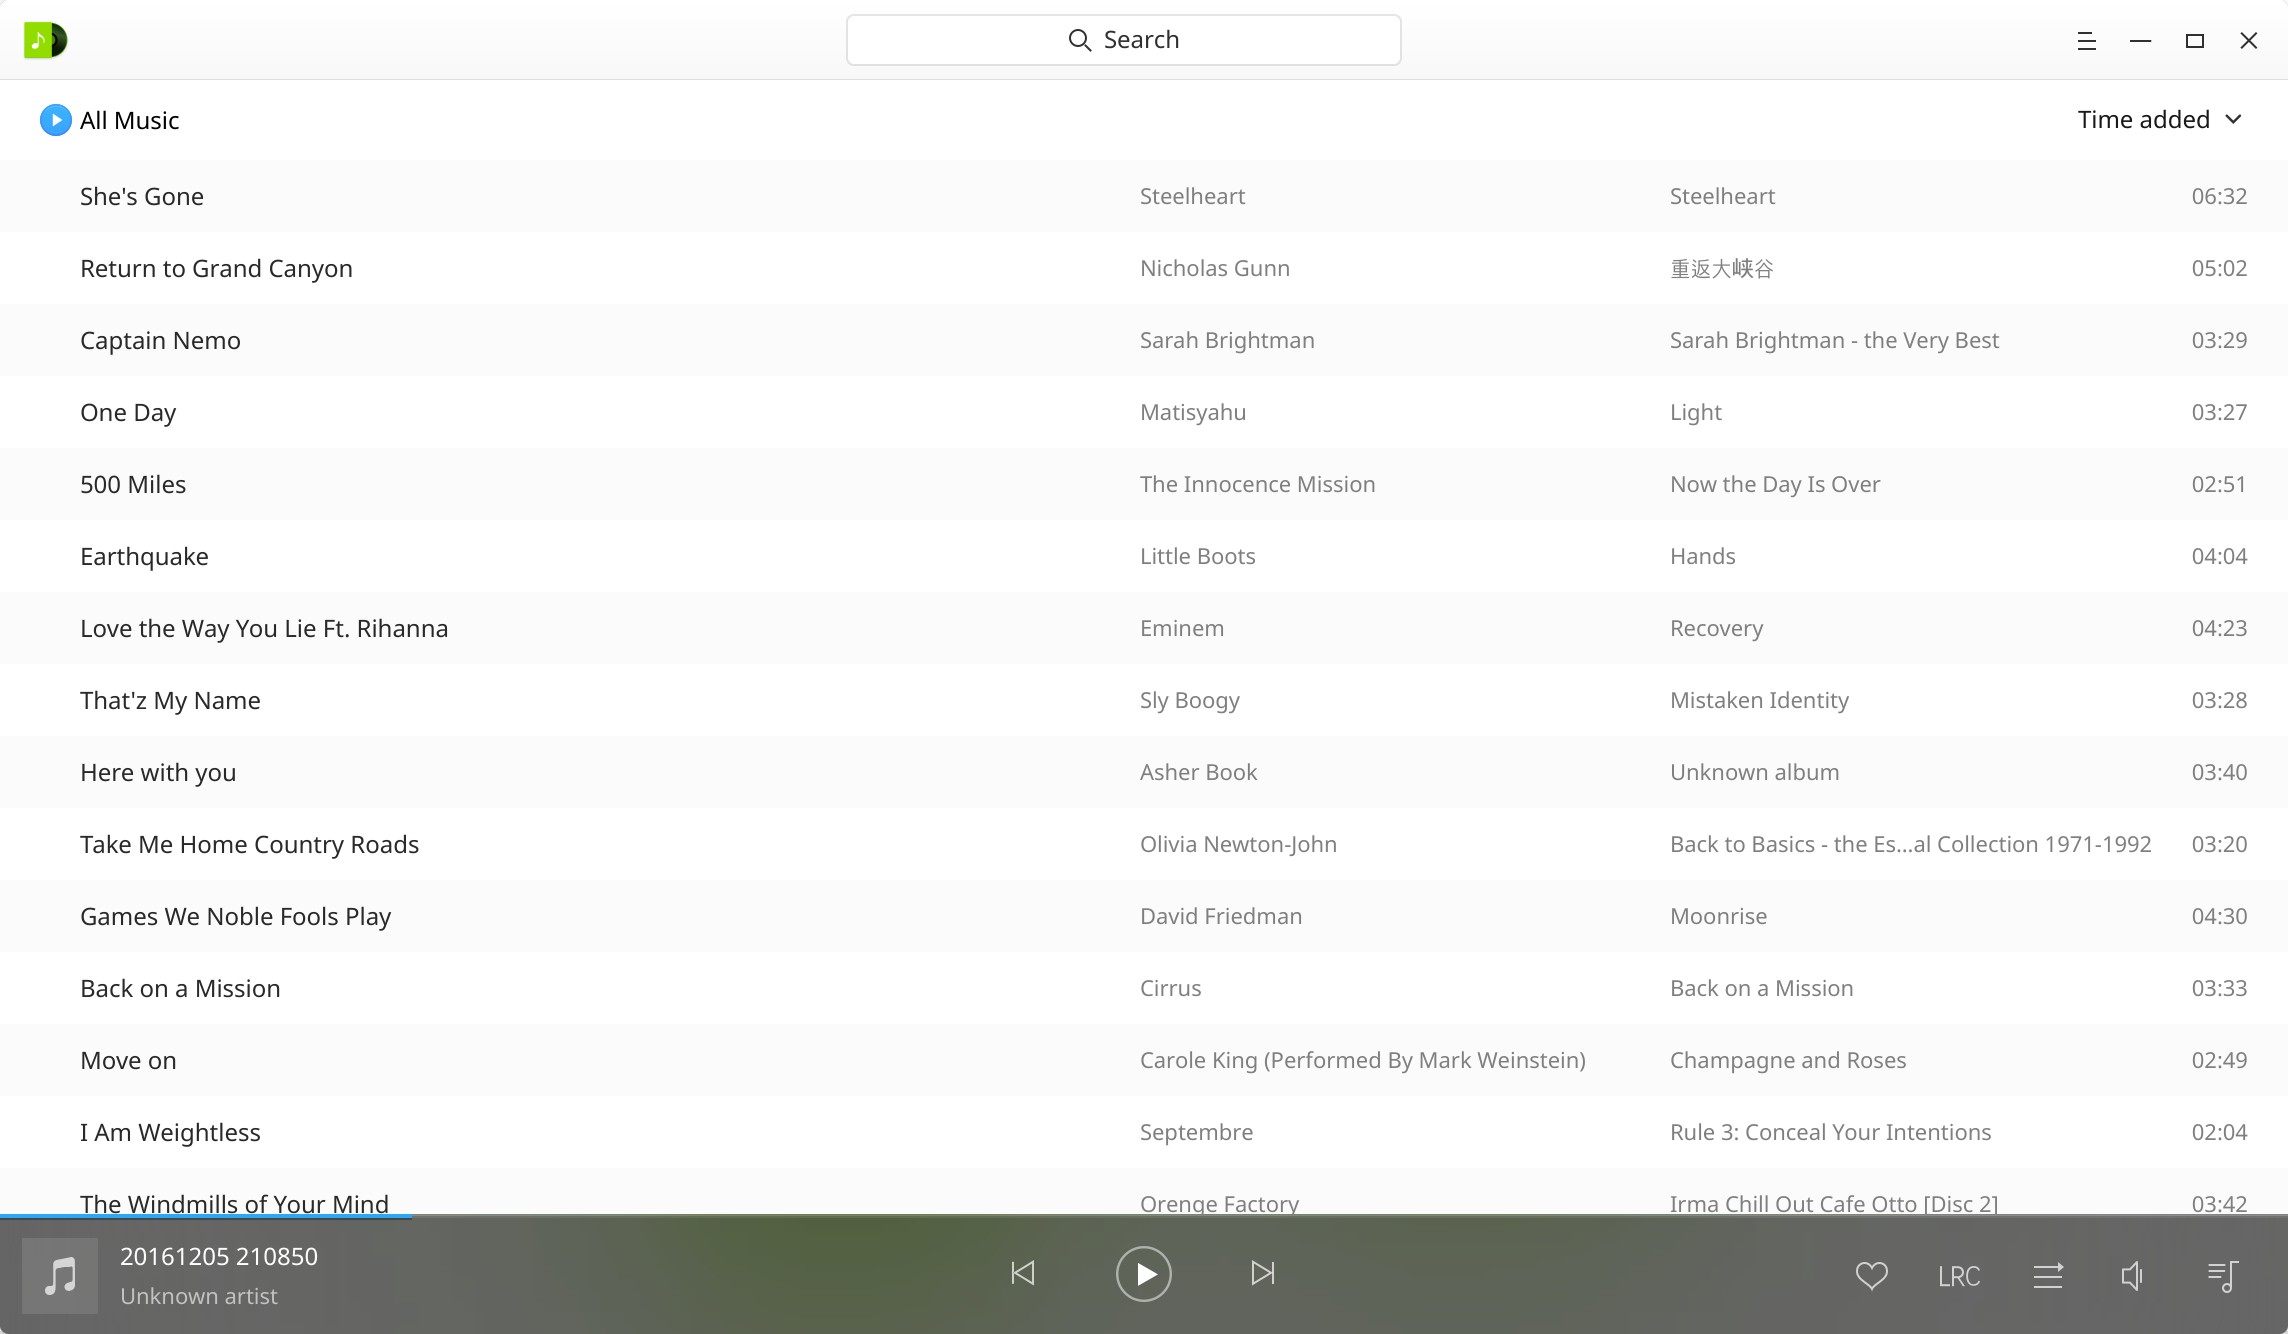 Search
All Music
Time added
She's Gone Steelheart Steelheart 06:32
Return to Grand Canyon Nicholas Gunn 重返大峡谷 05:02
Captain Nemo Sarah Brightman Sarah Brightman - the Very Best 03:29
One Day Matisyahu Light 03:27
500 Miles The Innocence Mission Now the Day Is Over 02:51
Earthquake Little Boots Hands 04:04
Love the Way You Lie Ft. Rihanna Eminem Recovery 04:23
That'z My Name Sly Boogy Mistaken Identity 03:28
Here with you Asher Book Unknown album 03:40
Take Me Home Country Roads Olivia Newton-John Back to Basics - the Es...al Collection 1971-1992 03:20
Games We Noble Fools Play David Friedman Moonrise 04:30
Back on a Mission Cirrus Back on a Mission 03:33
Move on Carole King (Performed By Mark Weinstein) Champagne and Roses 02:49
I Am Weightless Septembre Rule 3: Conceal Your Intentions 02:04
The Windmills of Your Mind Orenge Factory Irma Chill Out Cafe Otto [Disc 2] 03:42
20161205 210850
Unknown artist
LRC